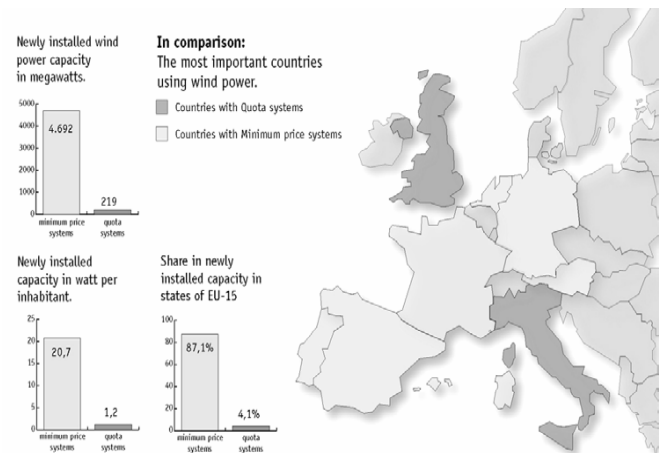 Newly installed wind
power capacity
in megawatts.
5000
4000
3000
2000
1000
0
4.692
219
minimum price
systems
quota
systems
In comparison:
The most important countries
using wind power.
Countries with Quota systems
Countries with Minimum price systems
Newly installed
capacity in watt per
inhabitant.
25
20
15
10
5
0
20,7
1,2
minimum price
systems
quota
systems
Share in newly
installed capacity in
states of EU-15
100
80
60
40
20
0
87,1%
4,1%
minimum price
systems
quota
systems